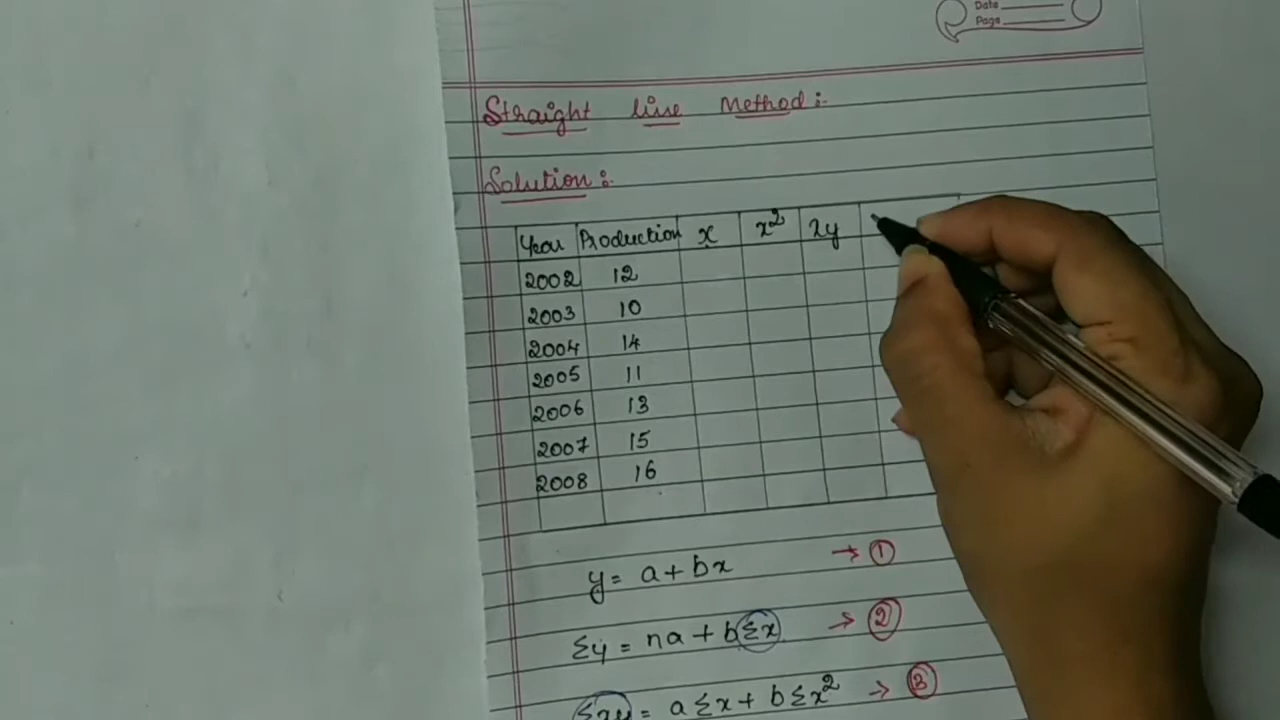 Date
Page
Straight line Method:-
Solution:-
Year Production x x² xy
2002 12
2003 10
2004 14
2005 11
2006 13
2007 15
2008 16
y = a + bx → 1
Σy = na + bΣx → 2
Σxy = aΣx + bΣx² → 3